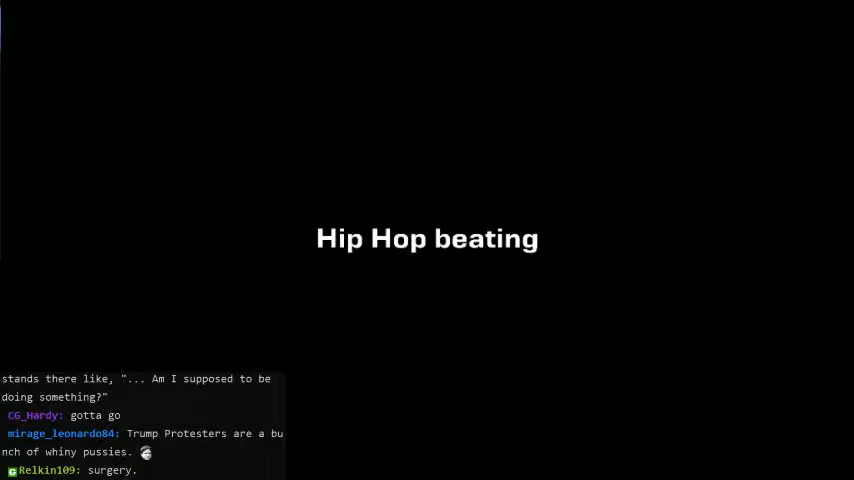 Hip Hop beating
stands there like, "... Am I supposed to be
doing something?"
CG_Hardy: gotta go
mirage_leonardo84: Trump Protesters are a bu
nch of whiny pussies.
Relkin109: surgery.